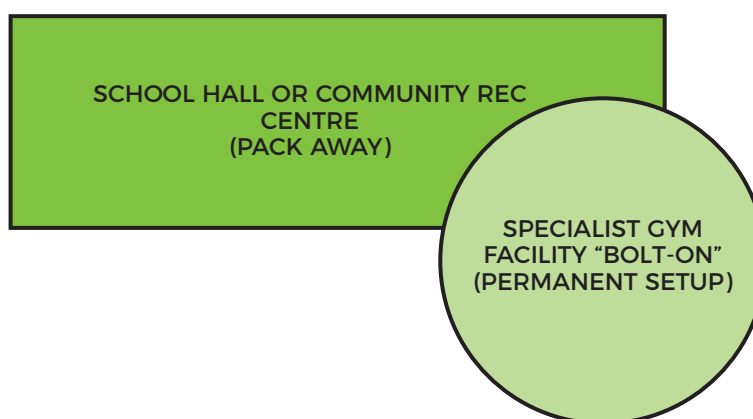 SCHOOL HALL OR COMMUNITY REC
CENTRE
(PACK AWAY)
SPECIALIST GYM
FACILITY “BOLT-ON”
(PERMANENT SETUP)